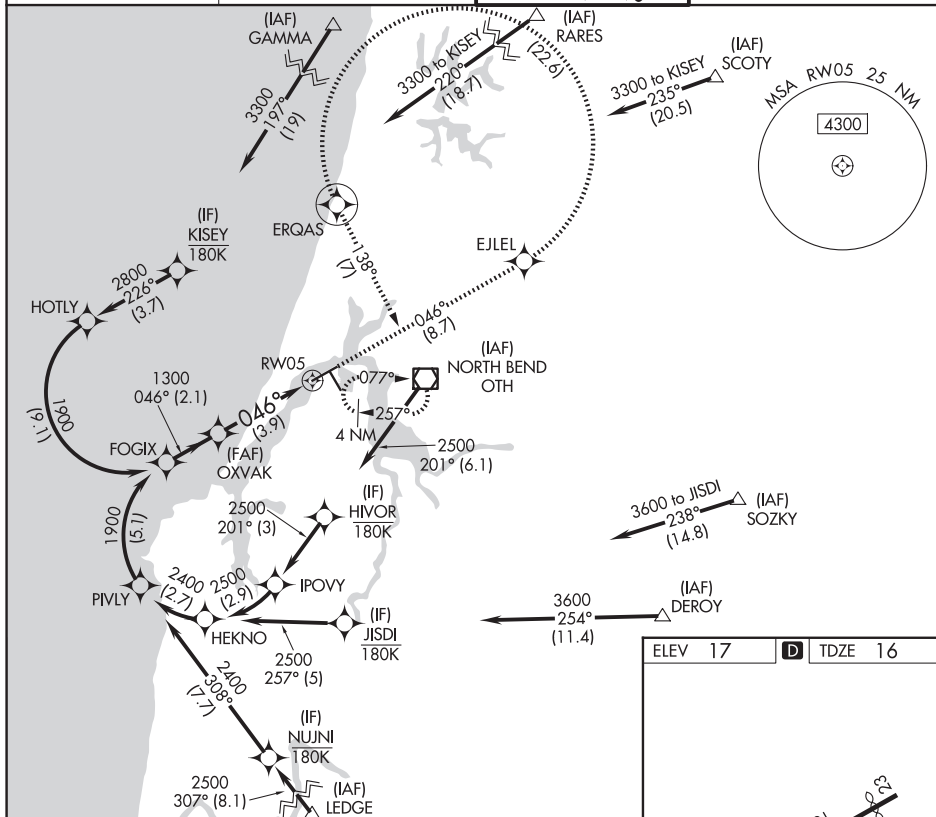 (IAF)
GAMMA
3300
197°
(19)
(IAF)
RARES
3300 to KISEY
220°
(18.7)
(22.6)
(IAF)
SCOTY
3300 to KISEY
235°
(20.5)
MSA RW05 25 NM
4300
ERQAS
138°
(7)
(IF)
KISEY
180K
2800
226°
(3.7)
HOTLY
EJLEL
046°
(8.7)
RW05
(IAF)
NORTH BEND
OTH
077°
257°
4 NM
2500
201° (6.1)
1300
046° (2.1)
046°
(3.9)
1900
(9.1)
FOGIX
(FAF)
OXVAK
(IF)
HIVOR
180K
2500
201° (3)
3600 to JISDI
238°
(14.8)
(IAF)
SOZKY
1900
(5.1)
PIVLY
2400
(2.7)
2500
(2.9)
IPOVY
HEKNO
(IF)
JISDI
180K
2500
257° (5)
3600
254°
(11.4)
(IAF)
DEROY
2400
308°
(7.7)
(IF)
NUJNI
180K
2500
307° (8.1)
(IAF)
LEDGE
ELEV 17 D TDZE 16
23